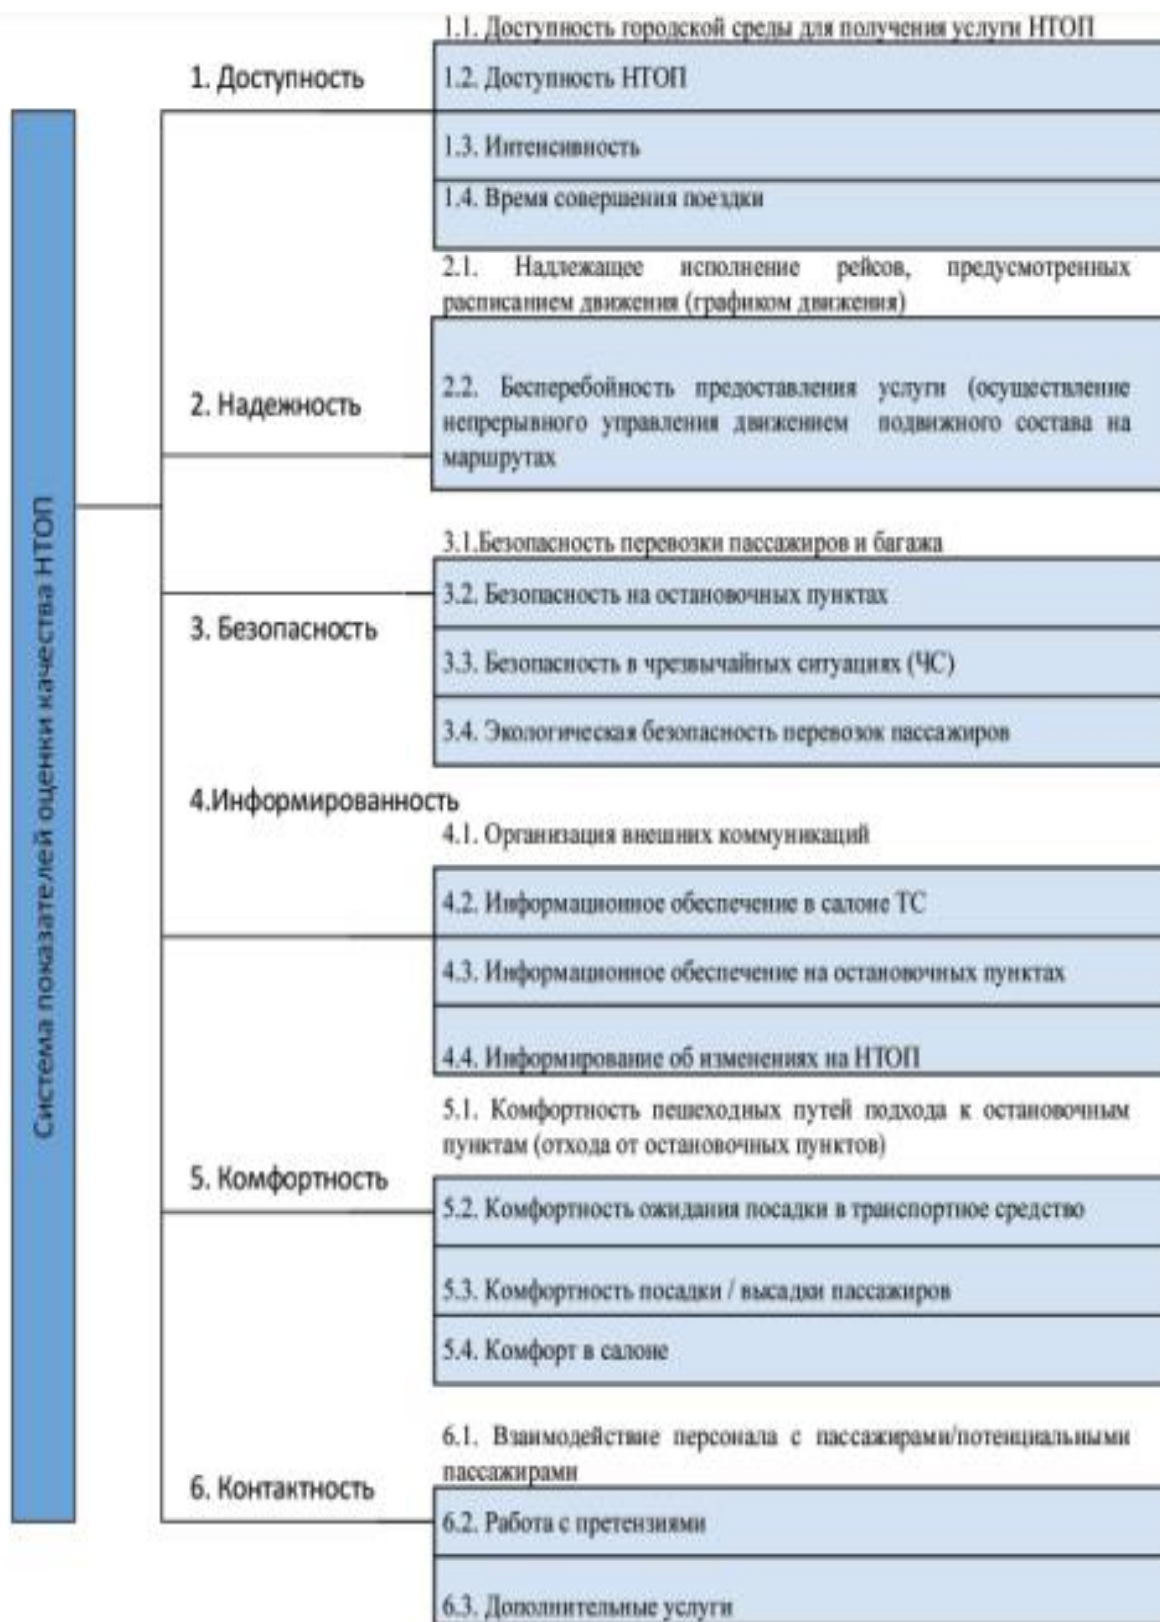 Система показателей оценки качества НТОП
1. Доступность
1.1. Доступность городской среды для получения услуги НТОП
1.2. Доступность НТОП
1.3. Интенсивность
1.4. Время совершения поездки
2. Надежность
2.1. Надлежащее исполнение рейсов, предусмотренных
расписанием движения (графиком движения)
2.2. Бесперебойность предоставления услуги (осуществление
непрерывного управления движением подвижного состава на
маршрутах
3. Безопасность
3.1.Безопасность перевозки пассажиров и багажа
3.2. Безопасность на остановочных пунктах
3.3. Безопасность в чрезвычайных ситуациях (ЧС)
3.4. Экологическая безопасность перевозок пассажиров
4.Информированность
4.1. Организация внешних коммуникаций
4.2. Информационное обеспечение в салоне ТС
4.3. Информационное обеспечение на остановочных пунктах
4.4. Информирование об изменениях на НТОП
5. Комфортность
5.1. Комфортность пешеходных путей подхода к остановочным
пунктам (отхода от остановочных пунктов)
5.2. Комфортность ожидания посадки в транспортное средство
5.3. Комфортность посадки / высадки пассажиров
5.4. Комфорт в салоне
6. Контактность
6.1. Взаимодействие персонала с пассажирами/потенциальными
пассажирами
6.2. Работа с претензиями
6.3. Дополнительные услуги